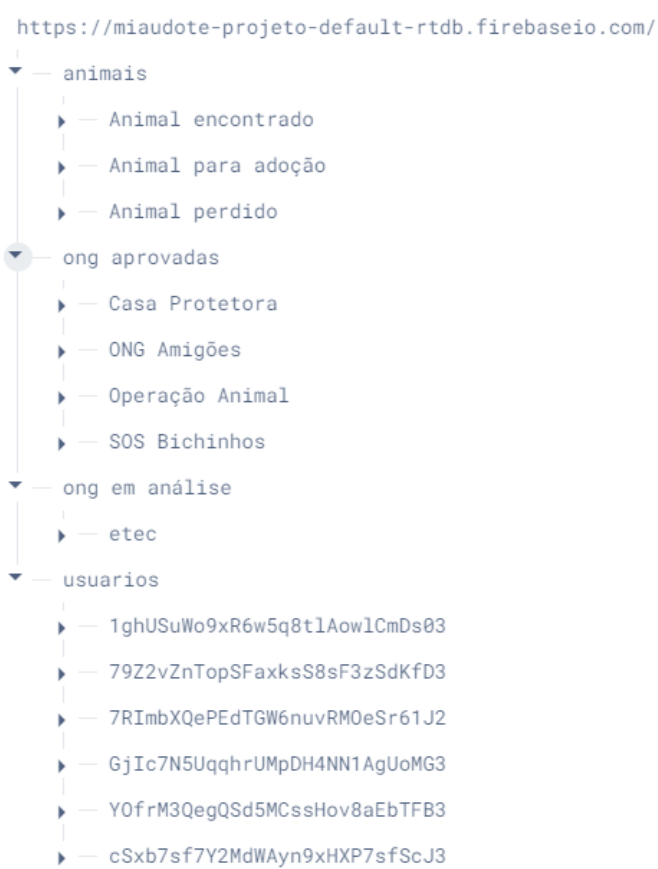 https://miaudote-projeto-default-rtdb.firebaseio.com/
animais
Animal encontrado
Animal para adoção
Animal perdido
ong aprovadas
Casa Protetora
ONG Amigões
Operação Animal
SOS Bichinhos
ong em análise
etec
usuarios
1ghUSuWo9xR6w5q8tlAowlCmDs03
79Z2vZnTopSFaxksS8sF3zSdKfD3
7RImbXQePEdTGW6nuvRMOeSr61J2
GjIc7N5UqqhrUMpDH4NN1AgUoMG3
YOfrM3QegQSd5MCssHov8aEbTFB3
cSxb7sf7Y2MdWAyn9xHXP7sfScJ3